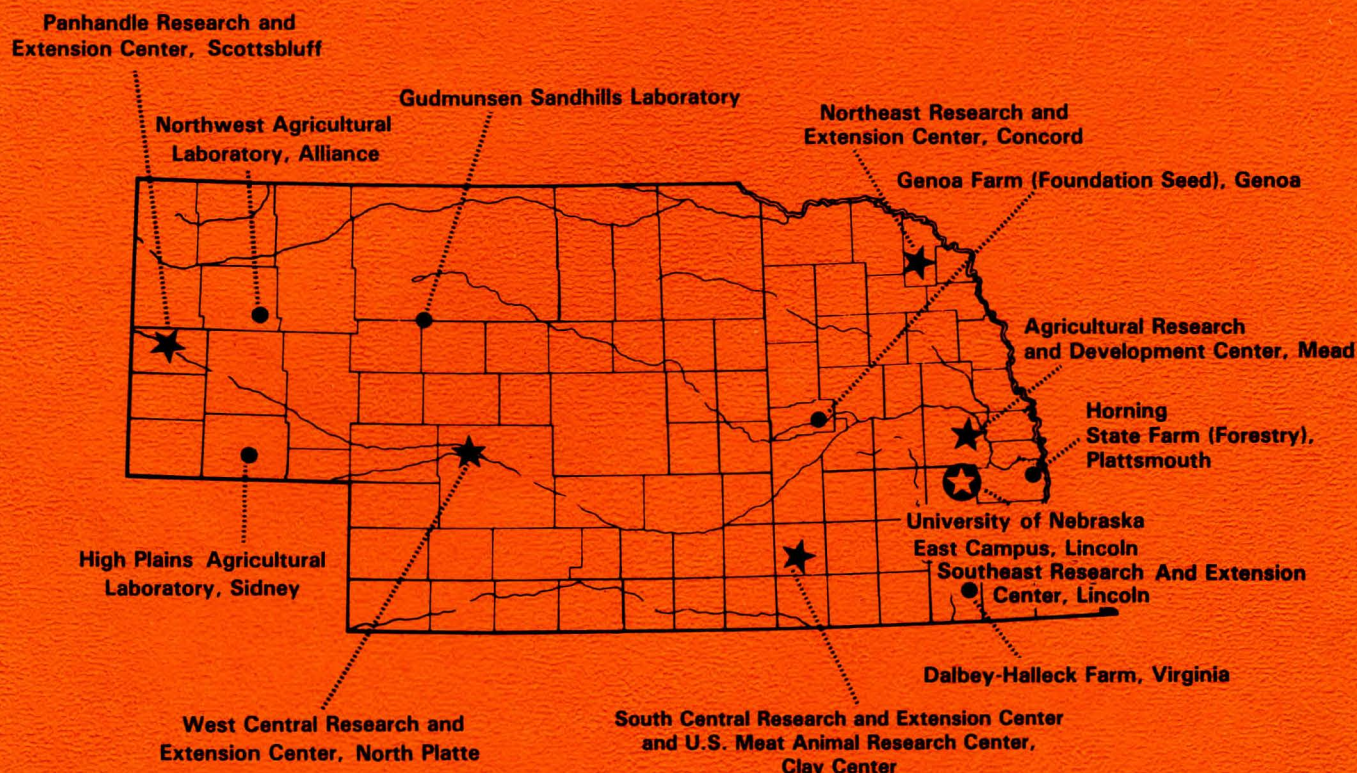 Panhandle Research and
Extension Center, Scottsbluff
Gudmunsen Sandhills Laboratory
Northwest Agricultural
Laboratory, Alliance
Northeast Research and
Extension Center, Concord
Genoa Farm (Foundation Seed), Genoa
Agricultural Research
and Development Center, Mead
Horning
State Farm (Forestry),
Plattsmouth
University of Nebraska
East Campus, Lincoln
Southeast Research And Extension
Center, Lincoln
High Plains Agricultural
Laboratory, Sidney
Dalbey-Halleck Farm, Virginia
West Central Research and
Extension Center, North Platte
South Central Research and Extension Center
and U.S. Meat Animal Research Center,
Clay Center